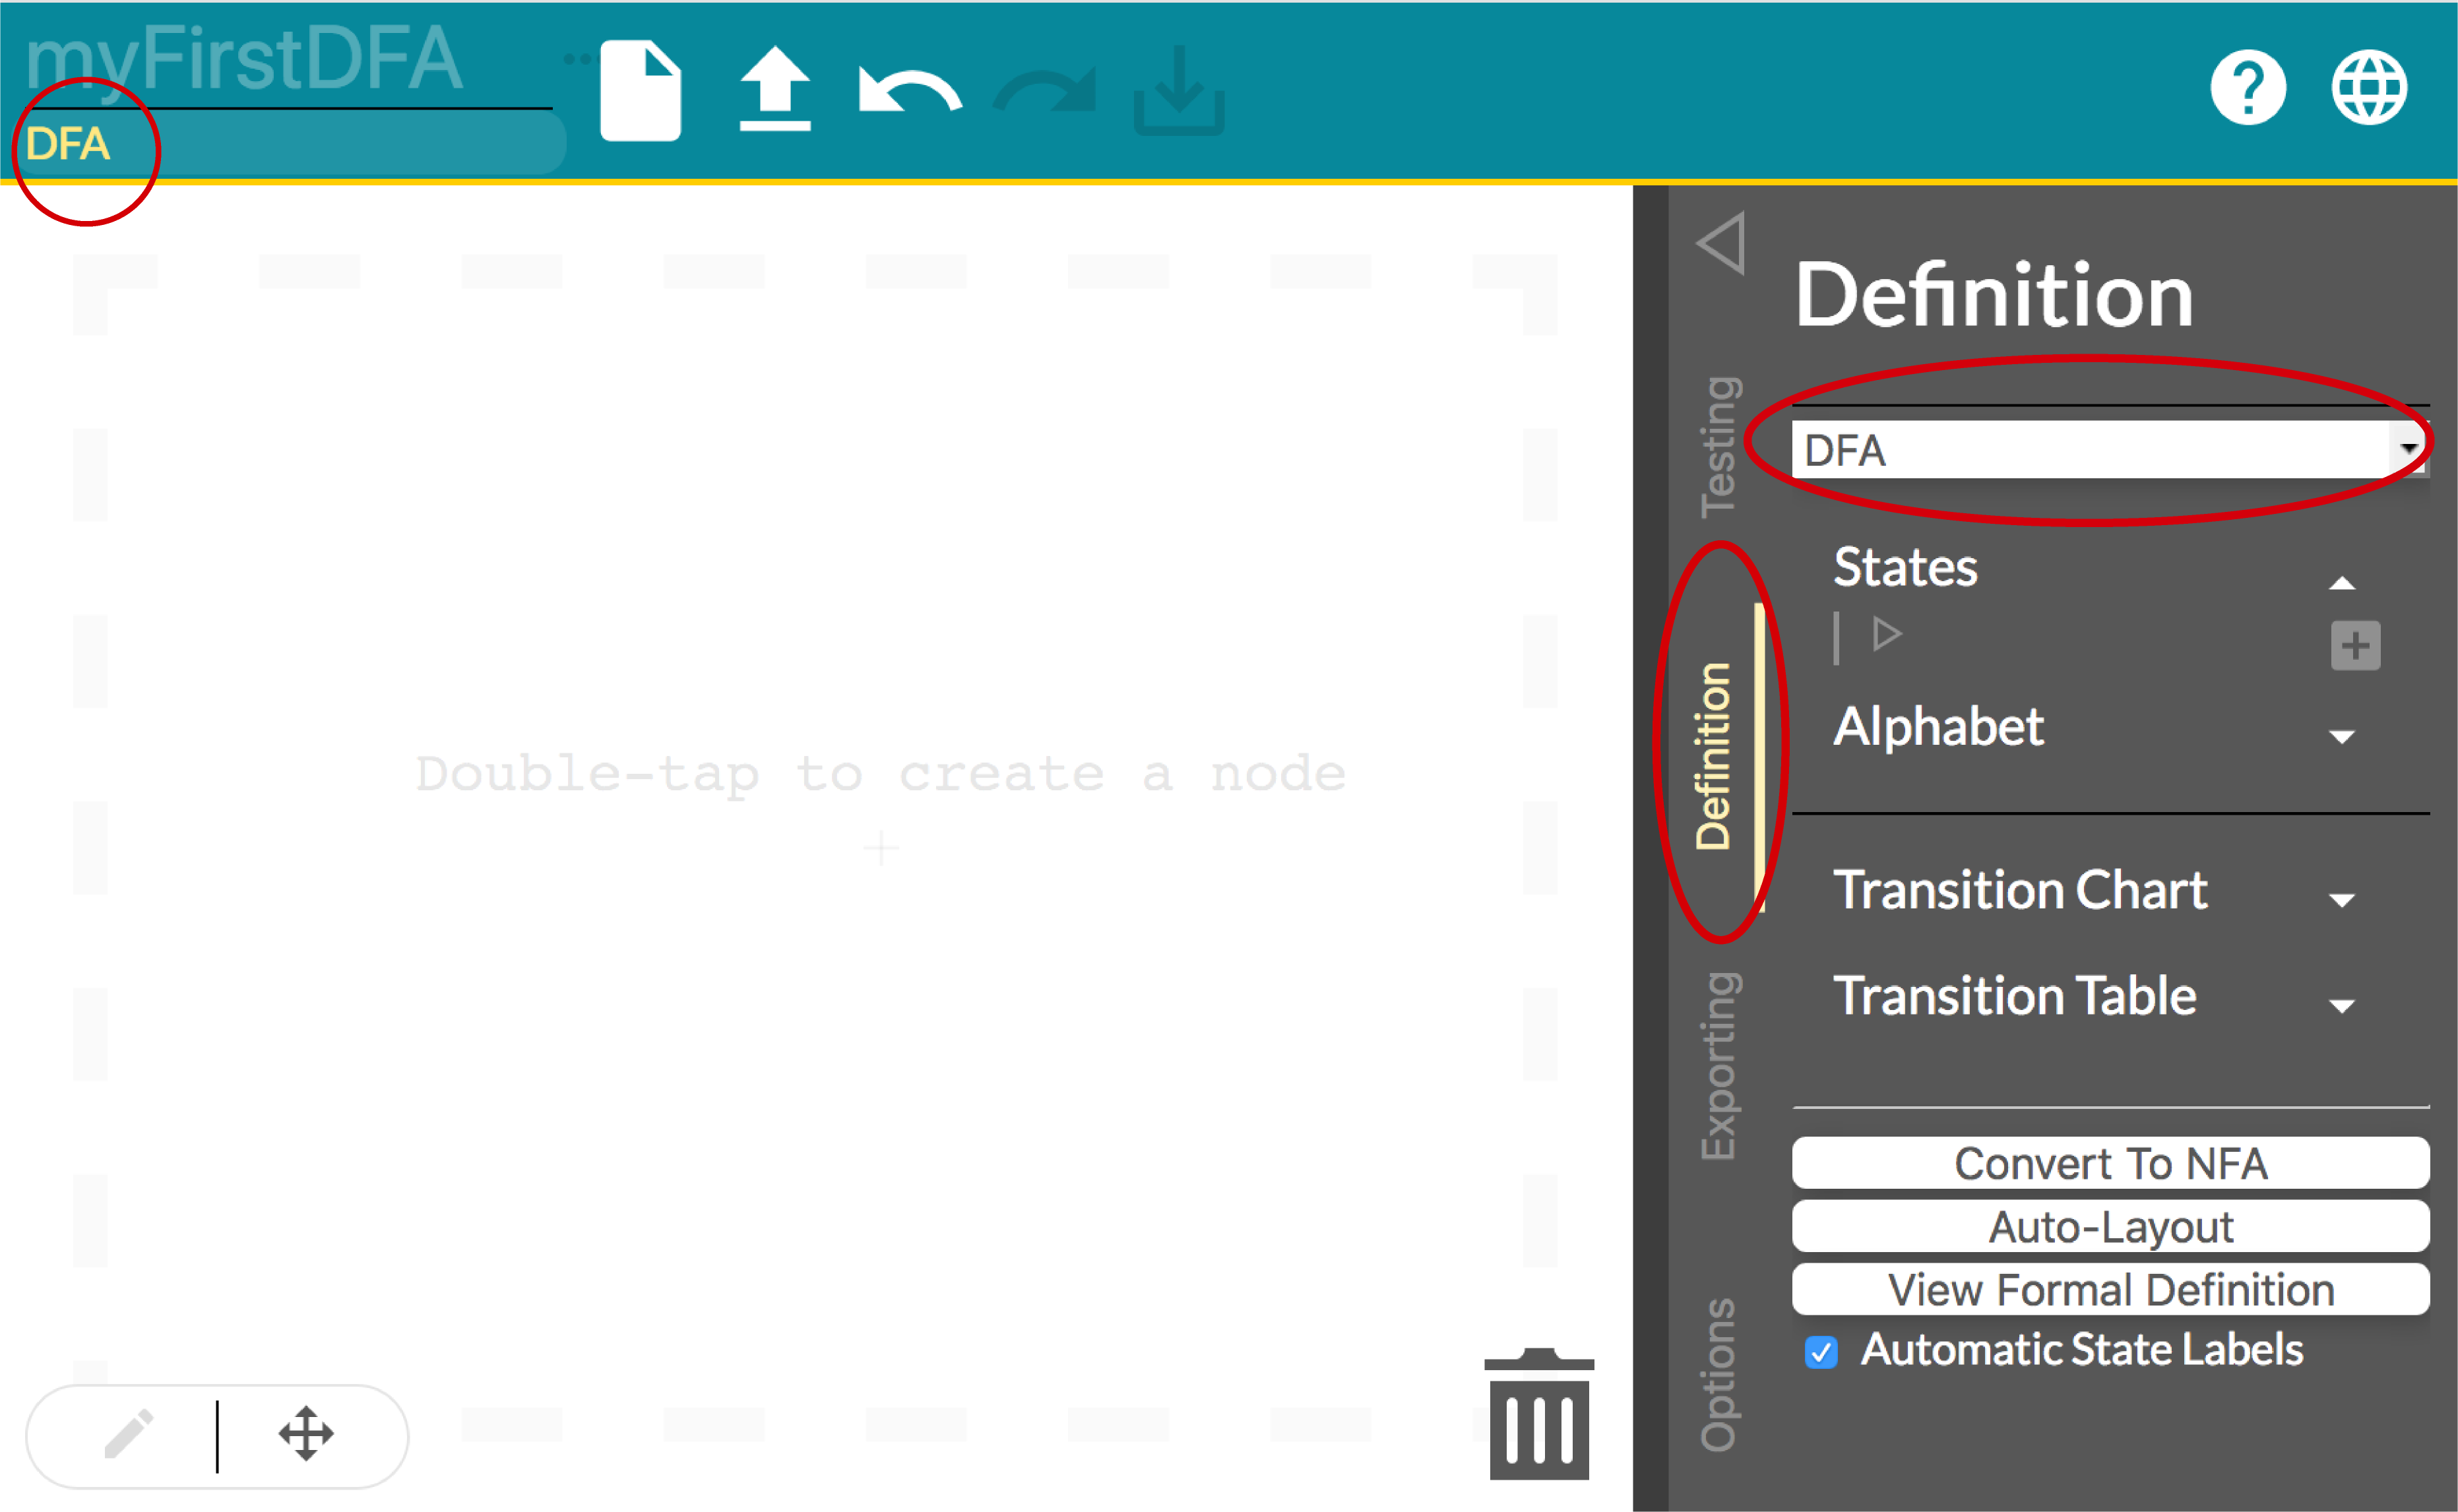 myFirstDFA
DFA
Definition
DFA
Testing
States
Definition
Alphabet
Double-tap to create a node
Transition Chart
Transition Table
Exporting
Convert To NFA
Auto-Layout
View Formal Definition
Automatic State Labels
Options